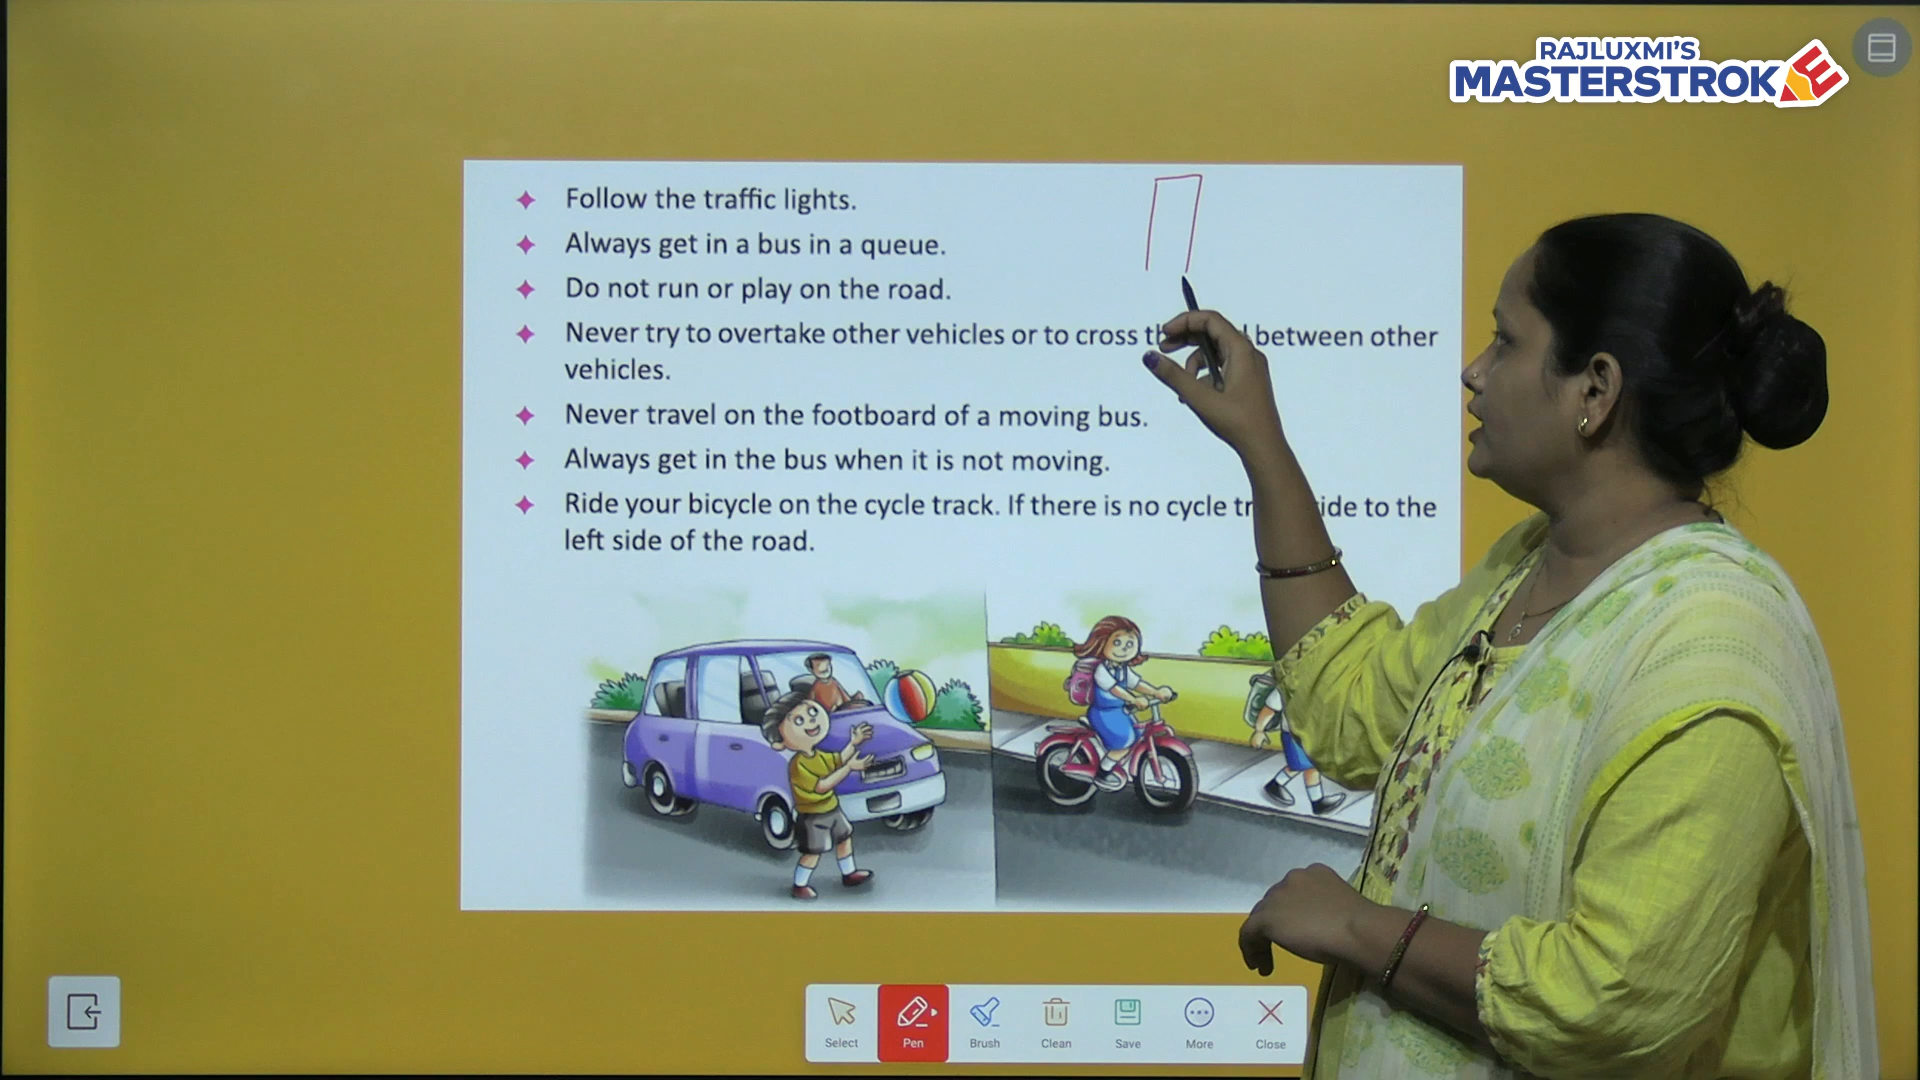 RAJLUXMI'S
MASTERSTROKE
Follow the traffic lights.
Always get in a bus in a queue.
Do not run or play on the road.
Never try to overtake other vehicles or to cross between other
vehicles.
Never travel on the footboard of a moving bus.
Always get in the bus when it is not moving.
Ride your bicycle on the cycle track. If there is no cycle to the
left side of the road.
Select Pen Brush Clean Save More Close